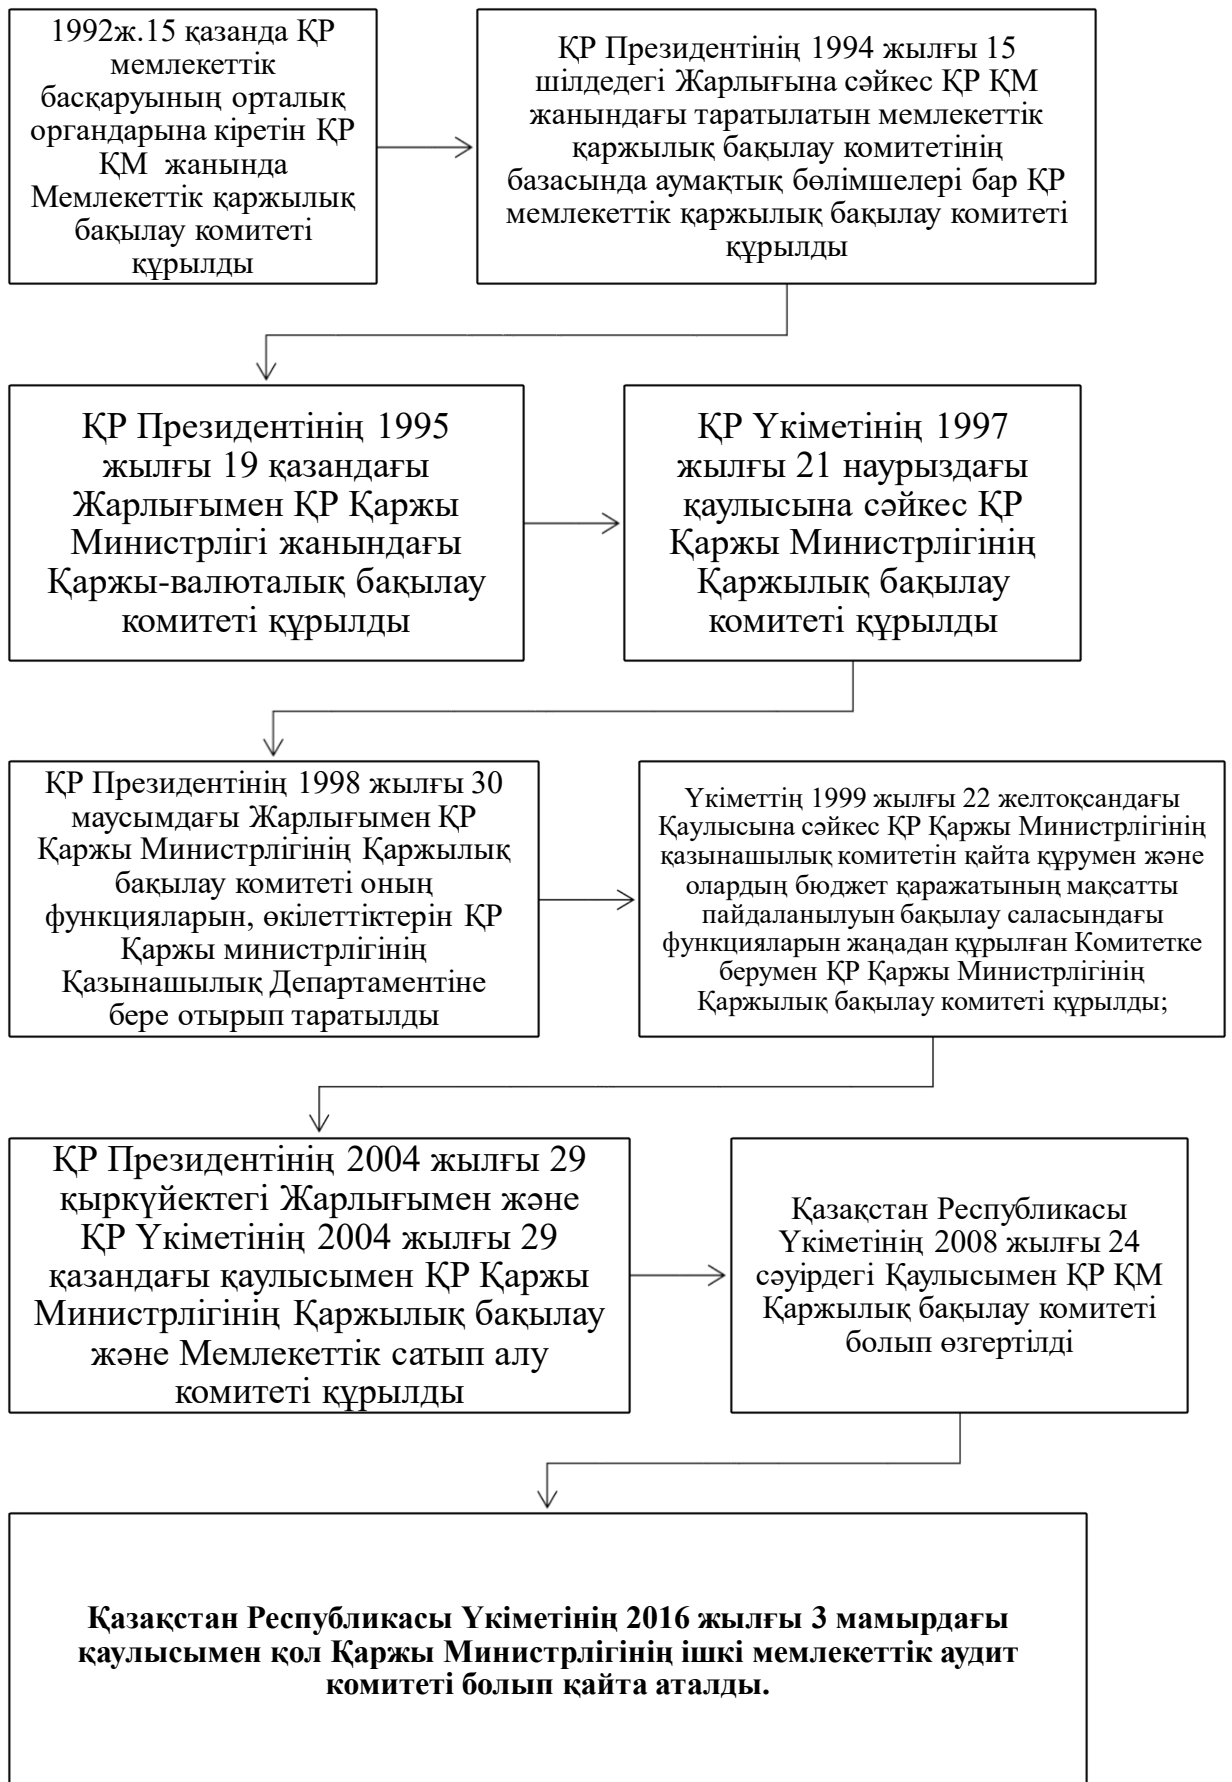 1992ж.15 қазанда ҚР
мемлекеттік
басқаруының орталық
органдарына кіретін ҚР
ҚМ  жанында
Мемлекеттік қаржылық
бақылау комитеті
құрылды
ҚР Президентінің 1994 жылғы 15
шілдедегі Жарлығына сәйкес ҚР ҚМ
жанындағы таратылатын мемлекеттік
қаржылық бақылау комитетінің
базасында аумақтық бөлімшелері бар ҚР
мемлекеттік қаржылық бақылау комитеті
құрылды
ҚР Президентінің 1995
жылғы 19 қазандағы
Жарлығымен ҚР Қаржы
Министрлігі жанындағы
Қаржы-валюталық бақылау
комитеті құрылды
ҚР Үкіметінің 1997
жылғы 21 наурыздағы
қаулысына сәйкес ҚР
Қаржы Министрлігінің
Қаржылық бақылау
комитеті құрылды
ҚР Президентінің 1998 жылғы 30
маусымдағы Жарлығымен ҚР
Қаржы Министрлігінің Қаржылық
бақылау комитеті оның
функцияларын, өкілеттіктерін ҚР
Қаржы министрлігінің
Қазынашылық Департаментіне
бере отырып таратылды
Үкіметтің 1999 жылғы 22 желтоқсандағы
Қаулысына сәйкес ҚР Қаржы Министрлігінің
қазынашылық комитетін қайта құрумен және
олардың бюджет қаражатының мақсатты
пайдаланылуын бақылау саласындағы
функцияларын жаңадан құрылған Комитетке
берумен ҚР Қаржы Министрлігінің
Қаржылық бақылау комитеті құрылды;
ҚР Президентінің 2004 жылғы 29
қыркүйектегі Жарлығымен және
ҚР Үкіметінің 2004 жылғы 29
қазандағы қаулысымен ҚР Қаржы
Министрлігінің Қаржылық бақылау
және Мемлекеттік сатып алу
комитеті құрылды
Қазақстан Республикасы
Үкіметінің 2008 жылғы 24
сәуірдегі Қаулысымен ҚР ҚМ
Қаржылық бақылау комитеті
болып өзгертілді
Қазақстан Республикасы Үкіметінің 2016 жылғы 3 мамырдағы
қаулысымен қол Қаржы Министрлігінің ішкі мемлекеттік аудит
комитеті болып қайта аталды.